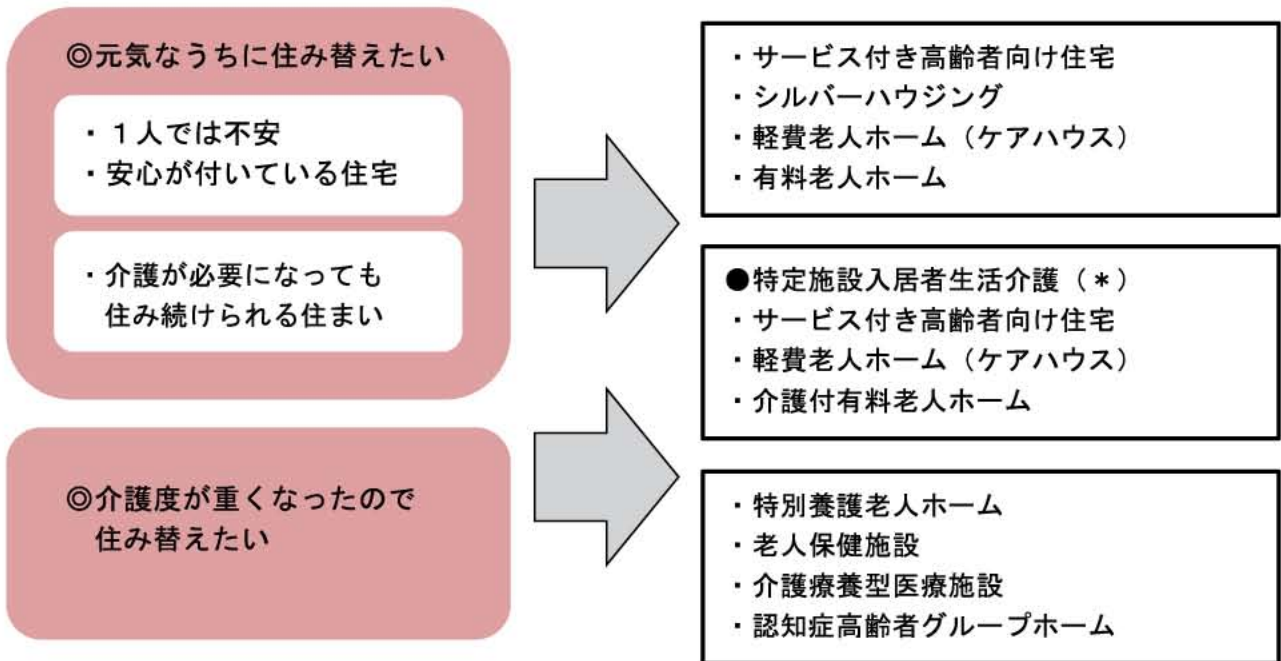 ◎元気なうちに住み替えたい
・１人では不安
・安心が付いている住宅
・介護が必要になっても
住み続けられる住まい
◎介護度が重くなったので
住み替えたい
・サービス付き高齢者向け住宅
・シルバーハウジング
・軽費老人ホーム（ケアハウス）
・有料老人ホーム
●特定施設入居者生活介護（＊）
・サービス付き高齢者向け住宅
・軽費老人ホーム（ケアハウス）
・介護付有料老人ホーム
・特別養護老人ホーム
・老人保健施設
・介護療養型医療施設
・認知症高齢者グループホーム